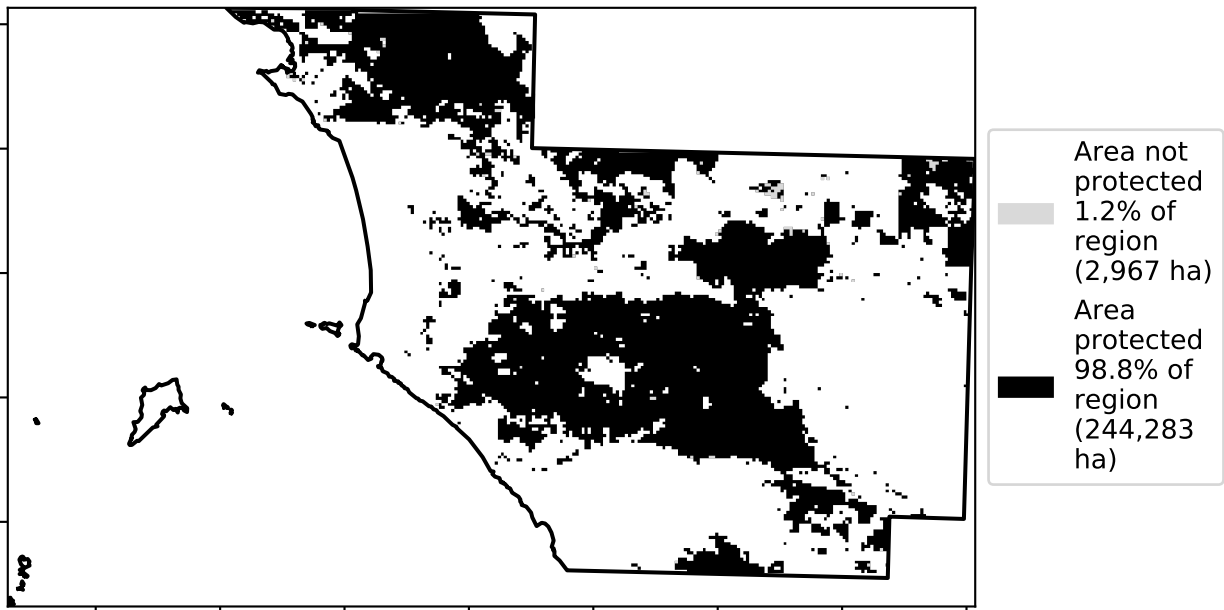 Area not
protected
1.2% of
region
(2,967 ha)
Area
protected
98.8% of
region
(244,283
ha)